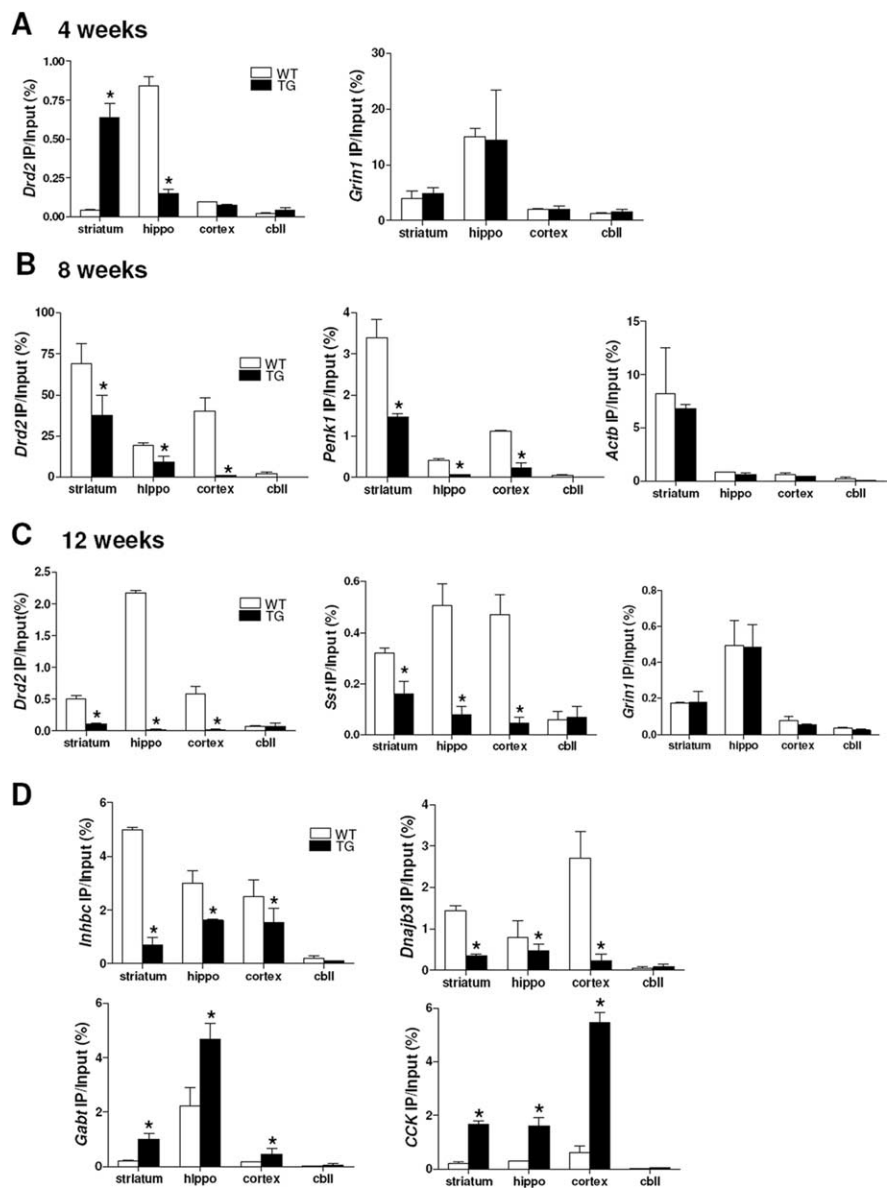 A 4 weeks
Drd2 IP/Input (%)
1.00
0.75
0.50
0.25
0.00
* *
WT
TG
striatum hippo cortex cbll
Grin1 IP/Input (%)
30
20
10
0
striatum hippo cortex cbll
B 8 weeks
Drd2 IP/Input (%)
100
75
50
25
0
* * *
WT
TG
striatum hippo cortex cbll
Penk1 IP/Input (%)
4
3
2
1
0
* * *
striatum hippo cortex cbll
Actb IP/Input (%)
15
10
5
0
striatum hippo cortex cbll
C 12 weeks
Drd2 IP/Input(%)
2.5
2.0
1.5
1.0
0.5
0.0
* * *
WT
TG
striatum hippo cortex cbll
Sst IP/Input (%)
0.6
0.4
0.2
0.0
* * *
striatum hippo cortex cbll
Grin1 IP/Input (%)
0.8
0.6
0.4
0.2
0.0
striatum hippo cortex cbll
D
Inhbc IP/Input (%)
6
4
2
0
* * *
WT
TG
striatum hippo cortex cbll
Dnajb3 IP/Input (%)
4
3
2
1
0
* * *
striatum hippo cortex cbll
Gabt IP/Input (%)
6
4
2
0
* * *
striatum hippo cortex cbll
CCK IP/Input (%)
6
4
2
0
* * *
striatum hippo cortex cbll